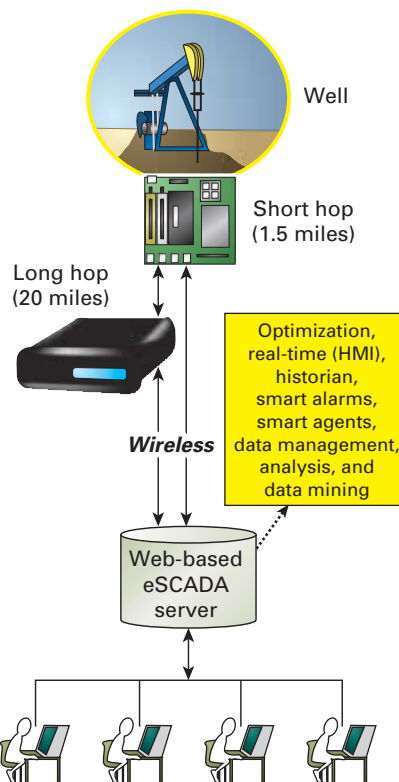 Well
Short hop
(1.5 miles)
Long hop
(20 miles)
Optimization,
real-time (HMI),
historian,
smart alarms,
smart agents,
data management,
analysis, and
data mining
Wireless
Web-based
eSCADA
server